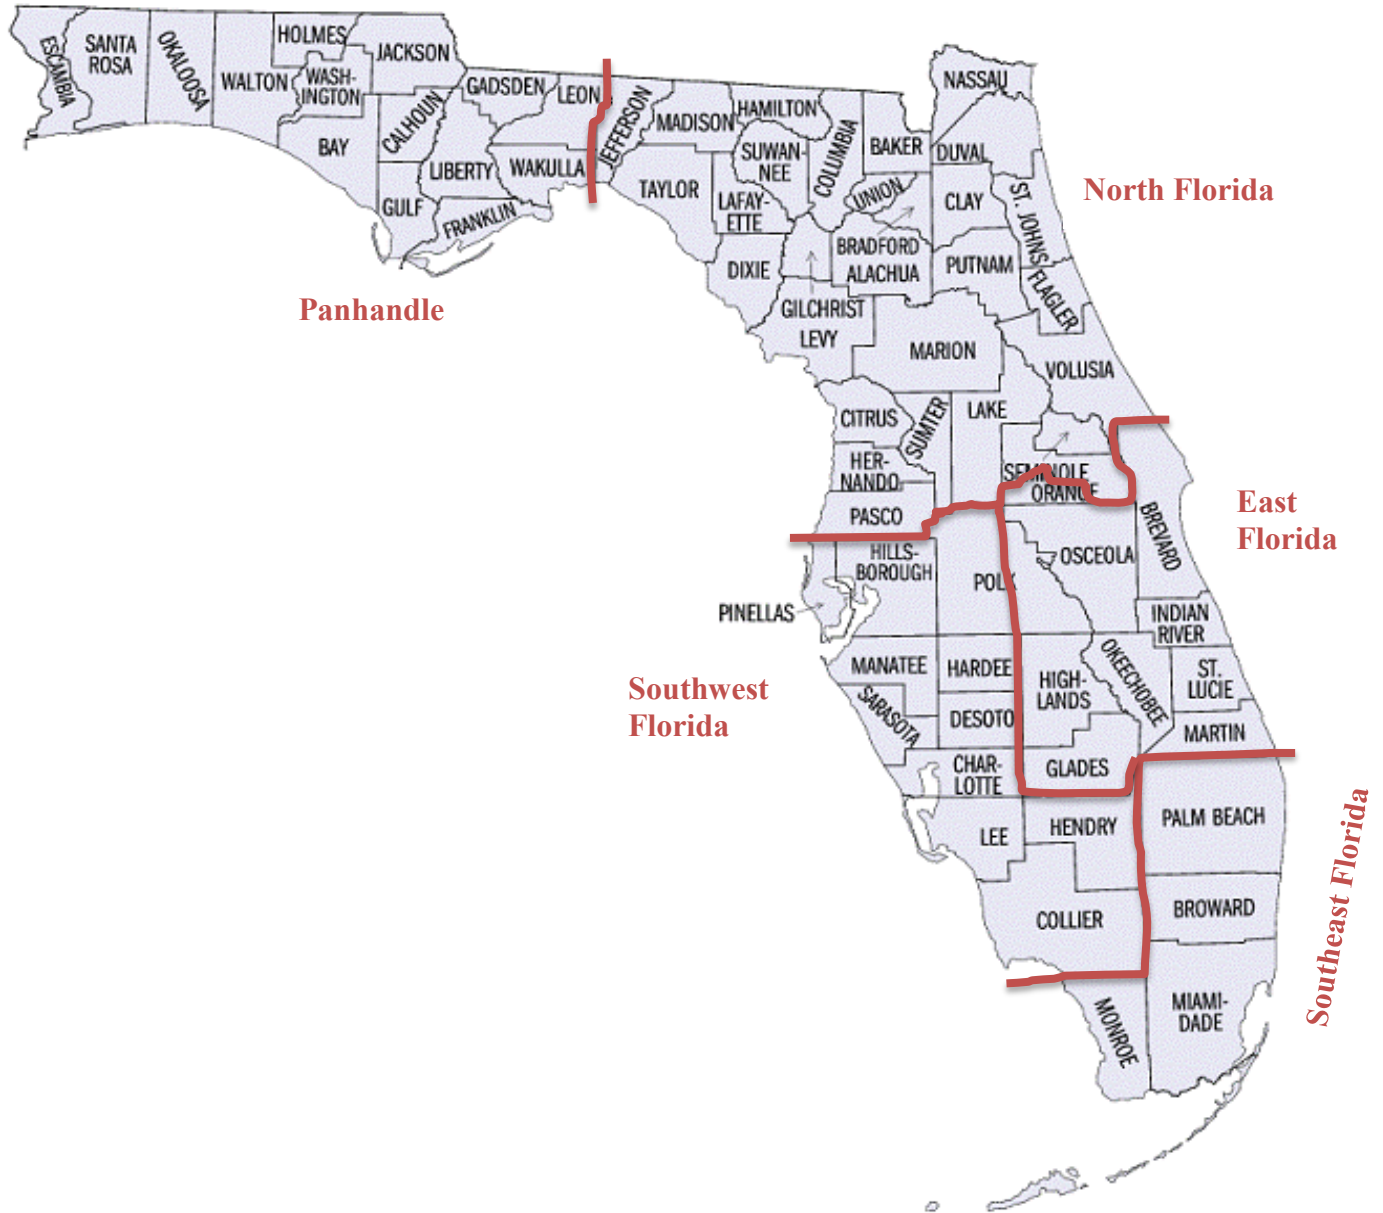 ESCAMBIA
SANTA
ROSA
OKALOOSA
WALTON
HOLMES
WASH-
INGTON
JACKSON
BAY
CALHOUN
GULF
GADSDEN
LIBERTY
FRANKLIN
LEON
WAKULLA
JEFFERSON
MADISON
TAYLOR
HAMILTON
SUWAN-
NEE
LAFAY-
ETTE
DIXIE
COLUMBIA
BAKER
UNION
BRADFORD
ALACHUA
GILCHRIST
LEVY
NASSAU
DUVAL
CLAY
ST. JOHNS
PUTNAM
FLAGLER
MARION
VOLUSIA
CITRUS
SUMTER
LAKE
HER-
NANDO
PASCO
SEMINOLE
ORANGE
BREVARD
HILLS-
BOROUGH
POLK
OSCEOLA
PINELLAS
INDIAN
RIVER
MANATEE
HARDEE
HIGH-
LANDS
OKEECHOBEE
ST.
LUCIE
SARASOTA
DESOTO
MARTIN
CHAR-
LOTTE
GLADES
LEE
HENDRY
PALM BEACH
COLLIER
BROWARD
MONROE
MIAMI-
DADE
Panhandle
North Florida
East
Florida
Southwest
Florida
Southeast Florida